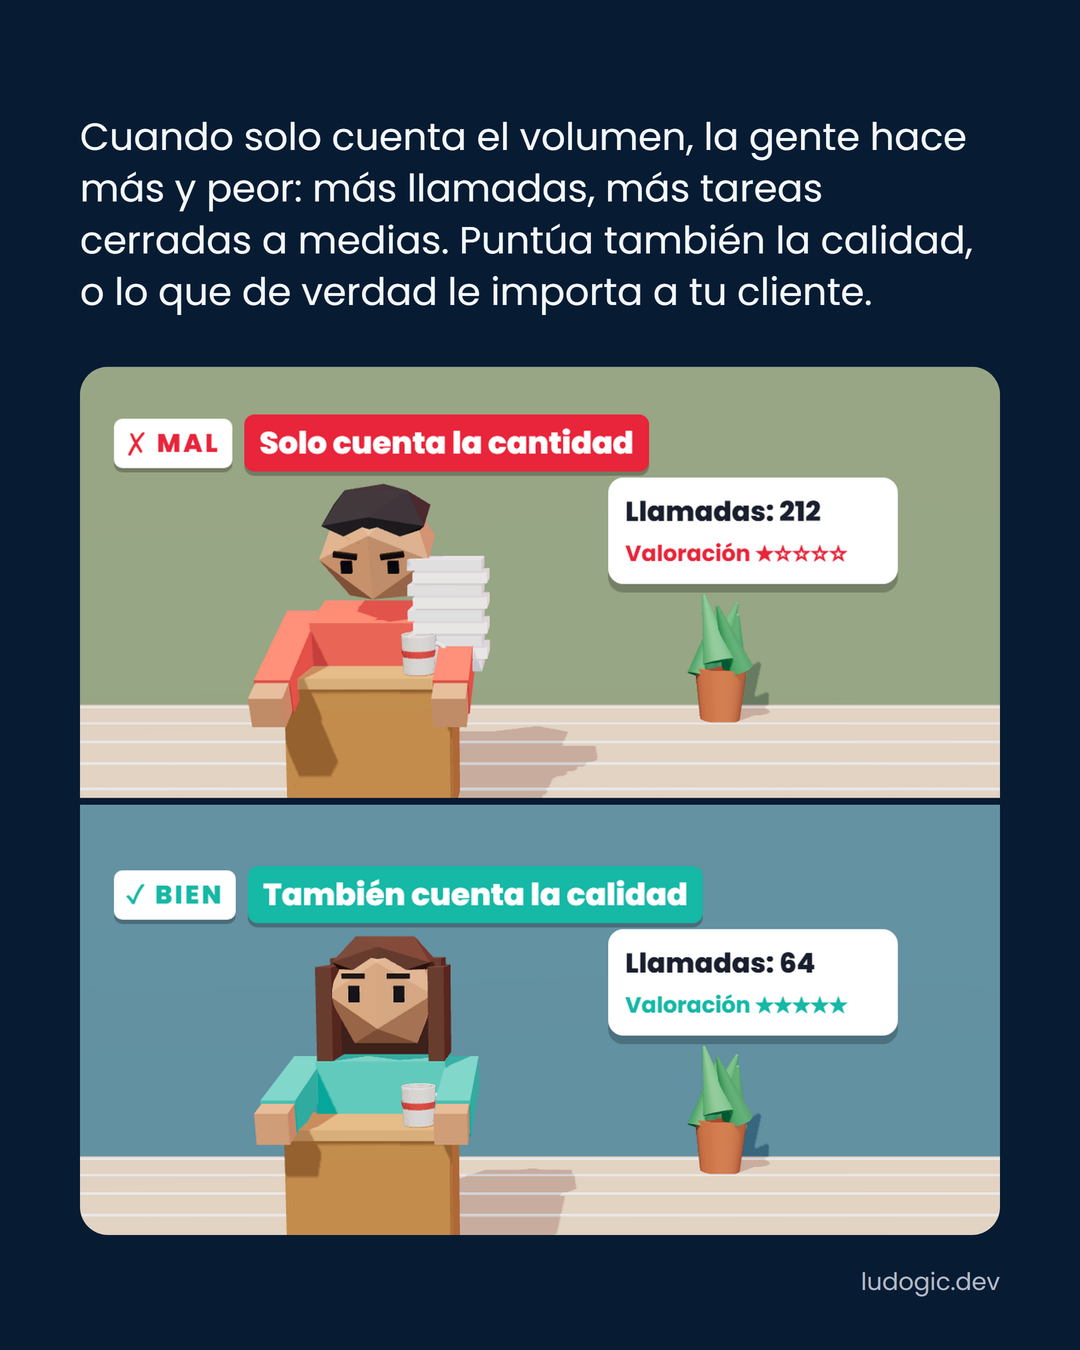 Cuando solo cuenta el volumen, la gente hace
más y peor: más llamadas, más tareas
cerradas a medias. Puntúa también la calidad,
o lo que de verdad le importa a tu cliente.
✗ MAL
Solo cuenta la cantidad
Llamadas: 212
Valoración ★☆☆☆☆
✓ BIEN
También cuenta la calidad
Llamadas: 64
Valoración ★★★★★
ludogic.dev